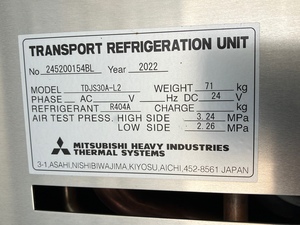 TRANSPORT REFRIGERATION UNIT
No. 245200154BL Year 2022
MODEL TDJS30A-L2 WEIGHT 71 kg
PHASE AC V Hz DC 24 V
REFRIGERANT R404A CHARGE kg
AIR TEST PRESS. HIGH SIDE 3.24 MPa
LOW SIDE 2.26 MPa
MITSUBISHI HEAVY INDUSTRIES
THERMAL SYSTEMS
3-1,ASAHI,NISHIBIWAJIMA,KIYOSU,AICHI,452-8561 JAPAN